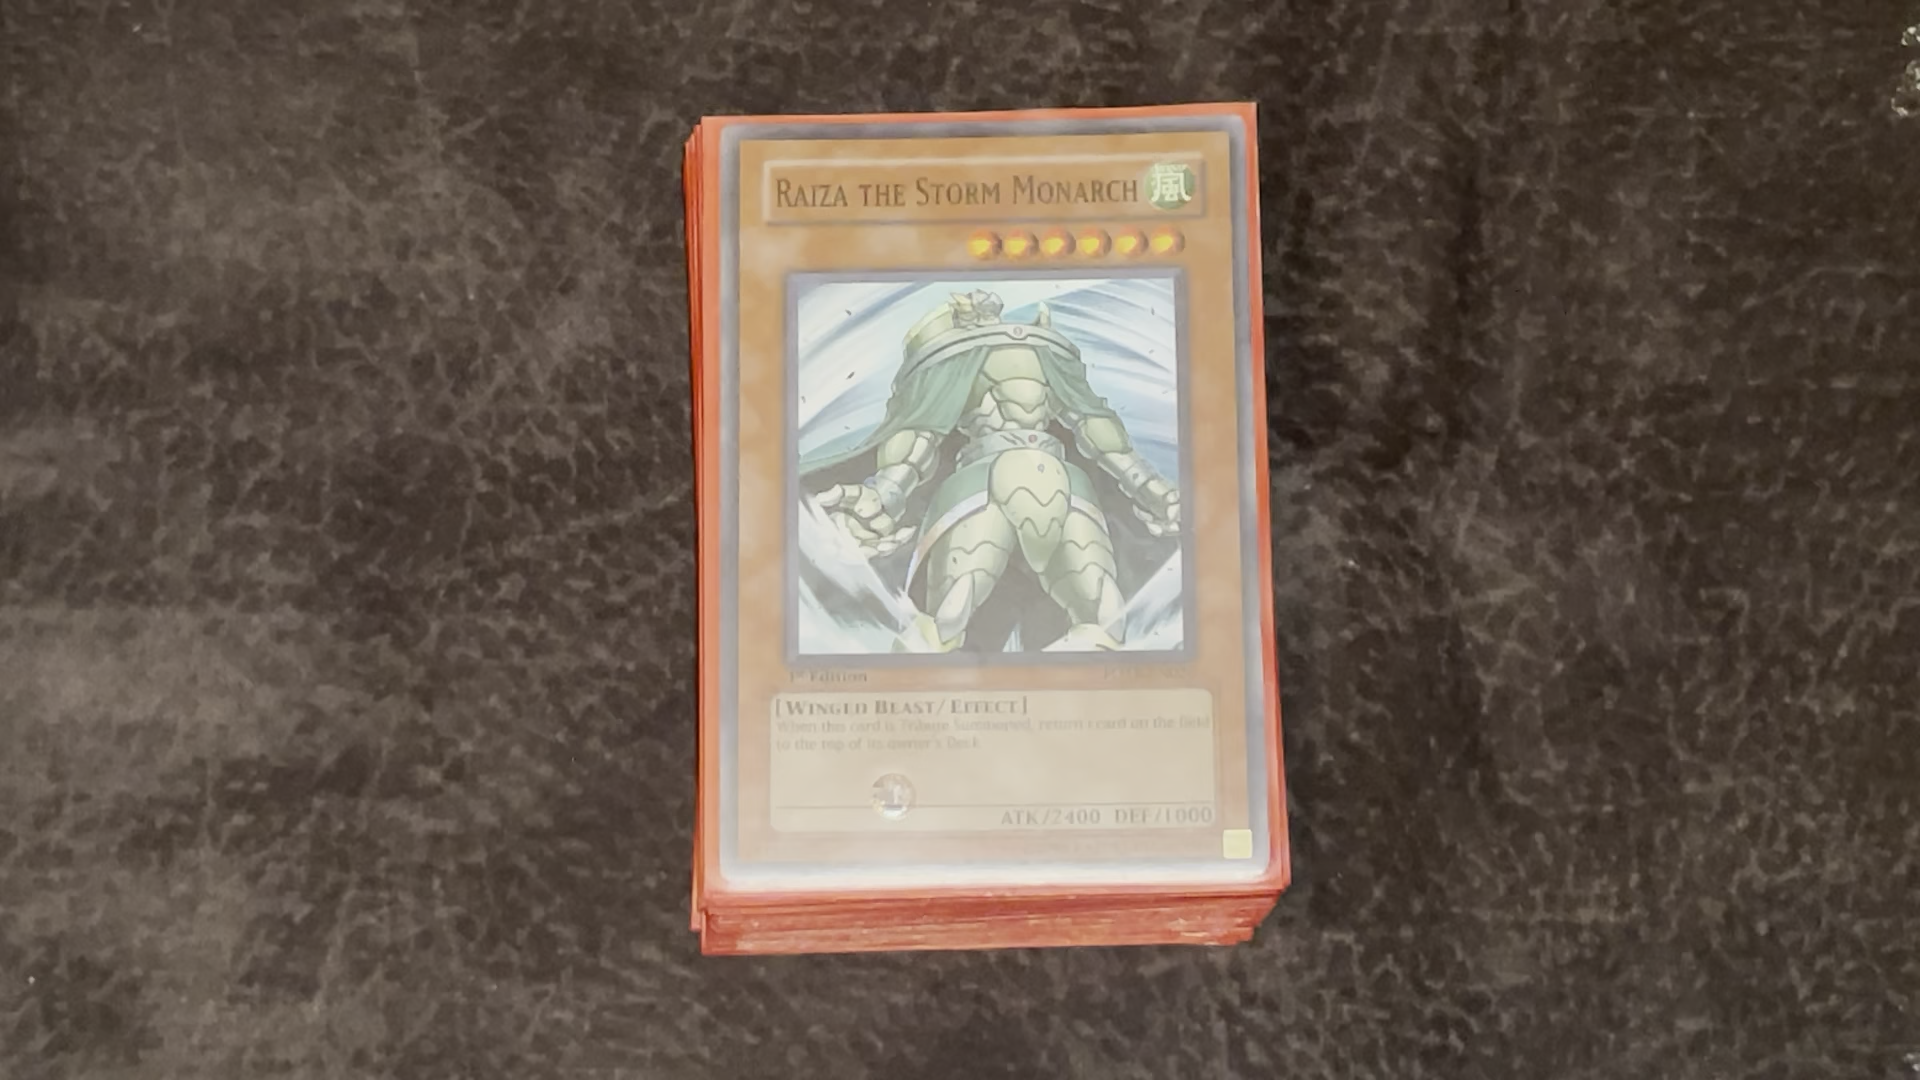 RAIZA THE STORM MONARCH
1st Edition
[WINGED BEAST/EFFECT]
When this card is Tribute Summoned, return 1 card on the field
to the top of its owner's Deck.
ATK/2400 DEF/1000